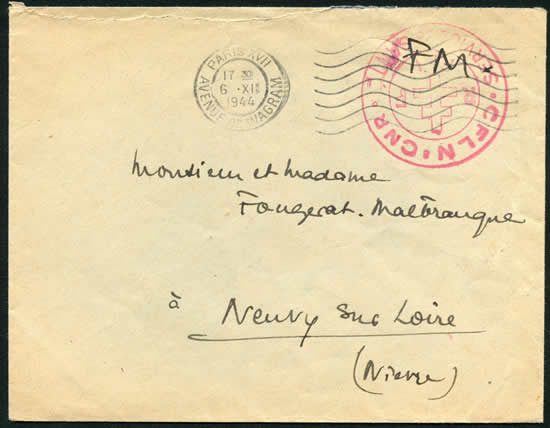 PARIS XVII
17 30
6 ·XII
1944
AVENUE DE WAGRAM
F.M.
CFLN • CNR
Monsieur et Madame
Fougerat. Malbranque
à Neuvy sur Loire
(Nièvre)